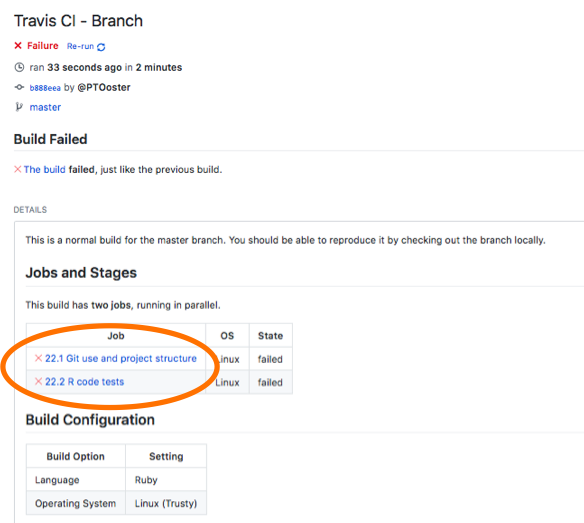 Travis CI - Branch
Failure Re-run
ran 33 seconds ago in 2 minutes
b888eea by @PTOoster
master
Build Failed
The build failed, just like the previous build.
DETAILS
This is a normal build for the master branch. You should be able to reproduce it by checking out the branch locally.
Jobs and Stages
This build has two jobs, running in parallel.
Job OS State
22.1 Git use and project structure Linux failed
22.2 R code tests Linux failed
Build Configuration
Build Option Setting
Language Ruby
Operating System Linux (Trusty)